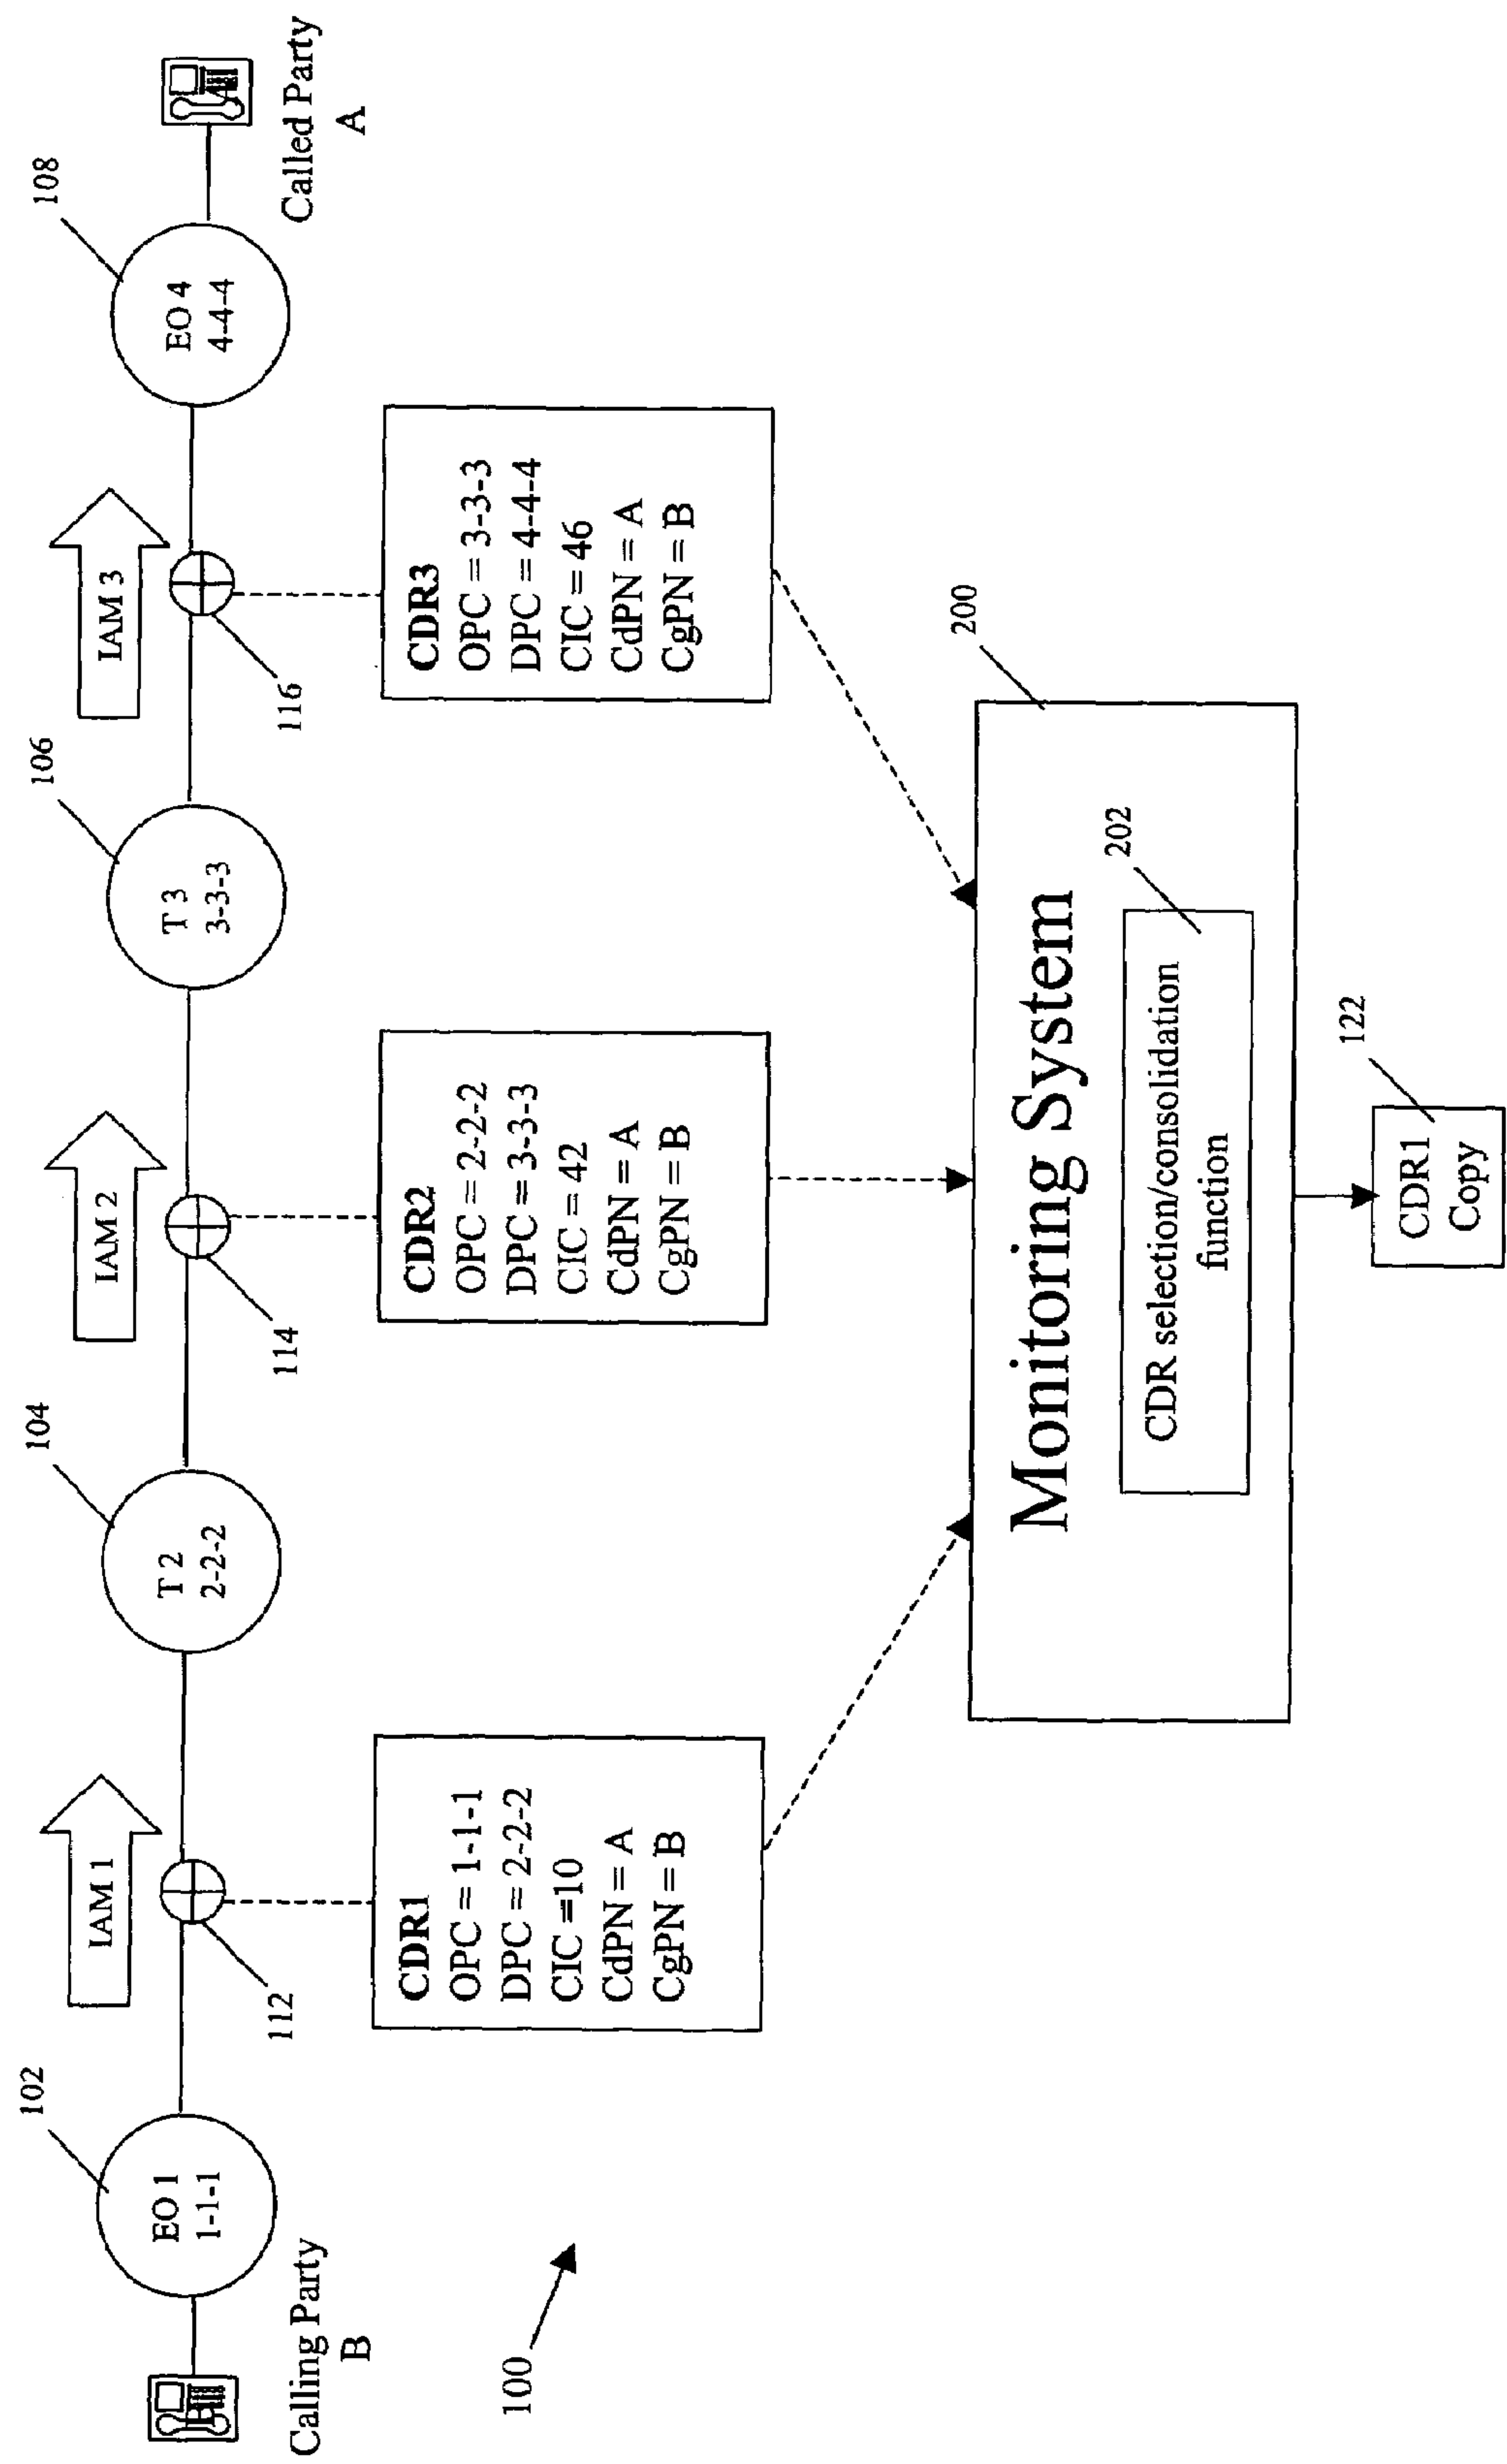 102
104
106
108
IAM 1
IAM 2
IAM 3
EO 1
1-1-1
T 2
2-2-2
T 3
3-3-3
EO 4
4-4-4
112
114
116
Calling Party
B
Called Party
A
CDR1
OPC = 1-1-1
DPC = 2-2-2
CIC =10
CdPN = A
CgPN = B
CDR2
OPC = 2-2-2
DPC = 3-3-3
CIC = 42
CdPN = A
CgPN = B
CDR3
OPC = 3-3-3
DPC = 4-4-4
CIC = 46
CdPN = A
CgPN = B
100
200
Monitoring System
202
CDR selection/consolidation
function
122
CDR1
Copy